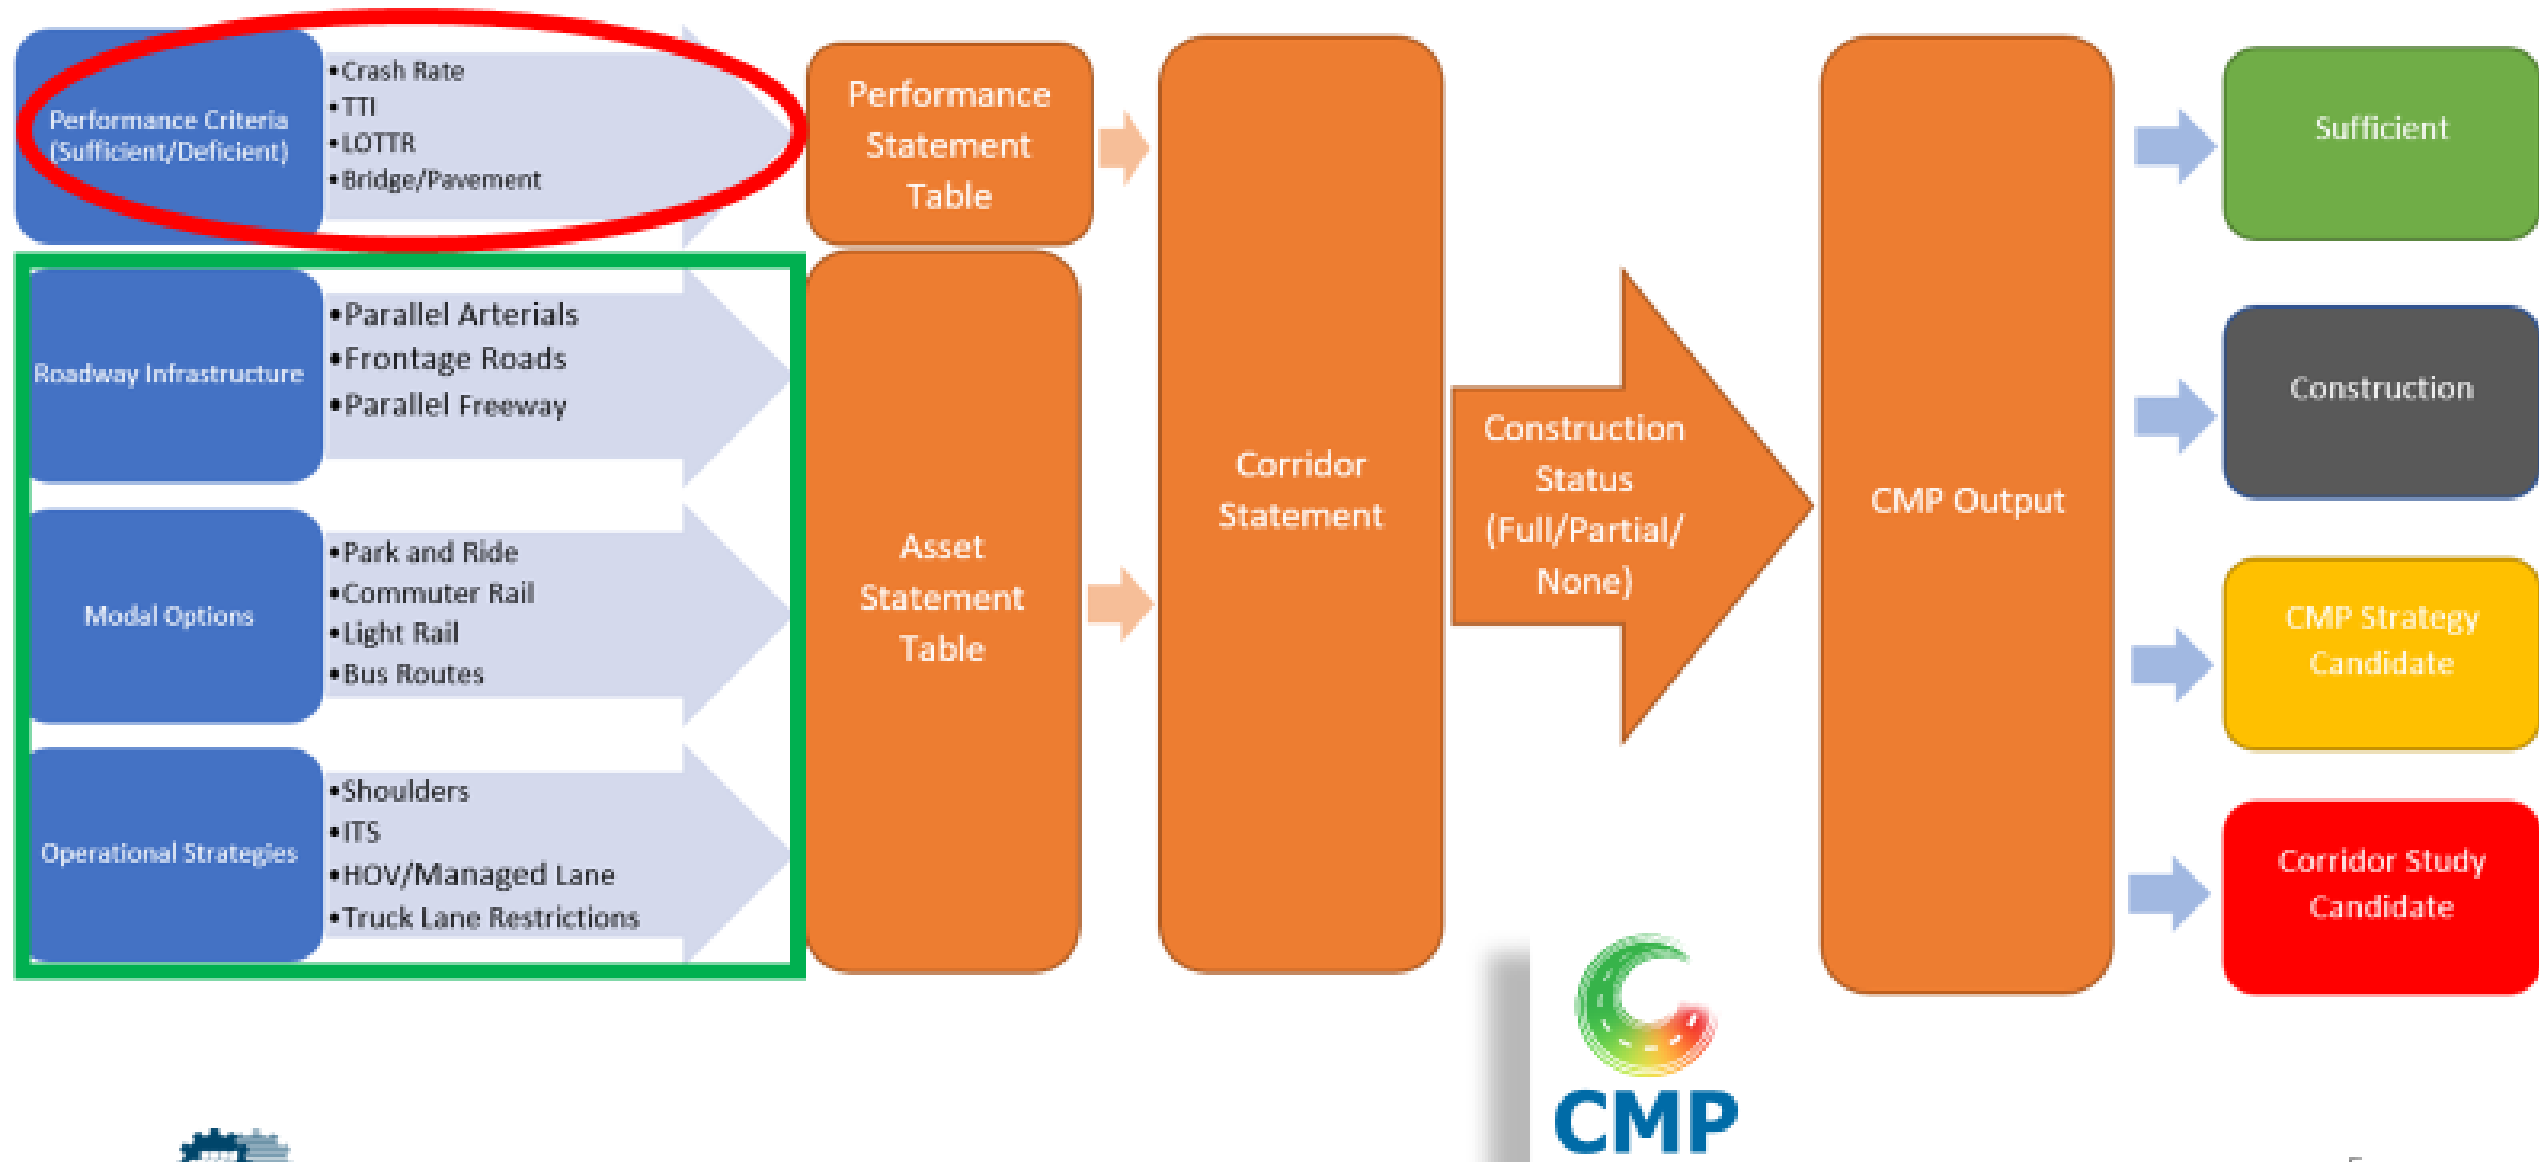 Performance Criteria
(Sufficient/Deficient)
•Crash Rate
•TTI
•LOTTR
•Bridge/Pavement
Roadway Infrastructure
•Parallel Arterials
•Frontage Roads
•Parallel Freeway
Modal Options
•Park and Ride
•Commuter Rail
•Light Rail
•Bus Routes
Operational Strategies
•Shoulders
•ITS
•HOV/Managed Lane
•Truck Lane Restrictions
Performance
Statement
Table
Asset
Statement
Table
Corridor
Statement
Construction
Status
(Full/Partial/
None)
CMP Output
Sufficient
Construction
CMP Strategy
Candidate
Corridor Study
Candidate
CMP